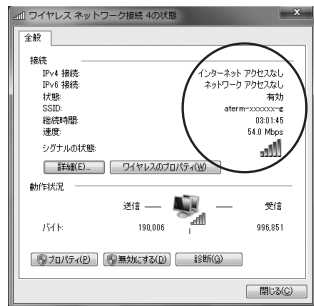 ワイヤレス ネットワーク接続 4の状態
全般
接続
IPv4 接続: インターネット アクセスなし
IPv6 接続: ネットワーク アクセスなし
状態: 有効
SSID: aterm-xxxxxx-g
継続時間: 03:01:45
速度: 54.0 Mbps
シグナルの状態:
詳細(E)... ワイヤレスのプロパティ(W)
動作状況
送信 受信
バイト: 190,006 996,851
プロパティ(P) 無効にする(D) 診断(G)
閉じる(C)